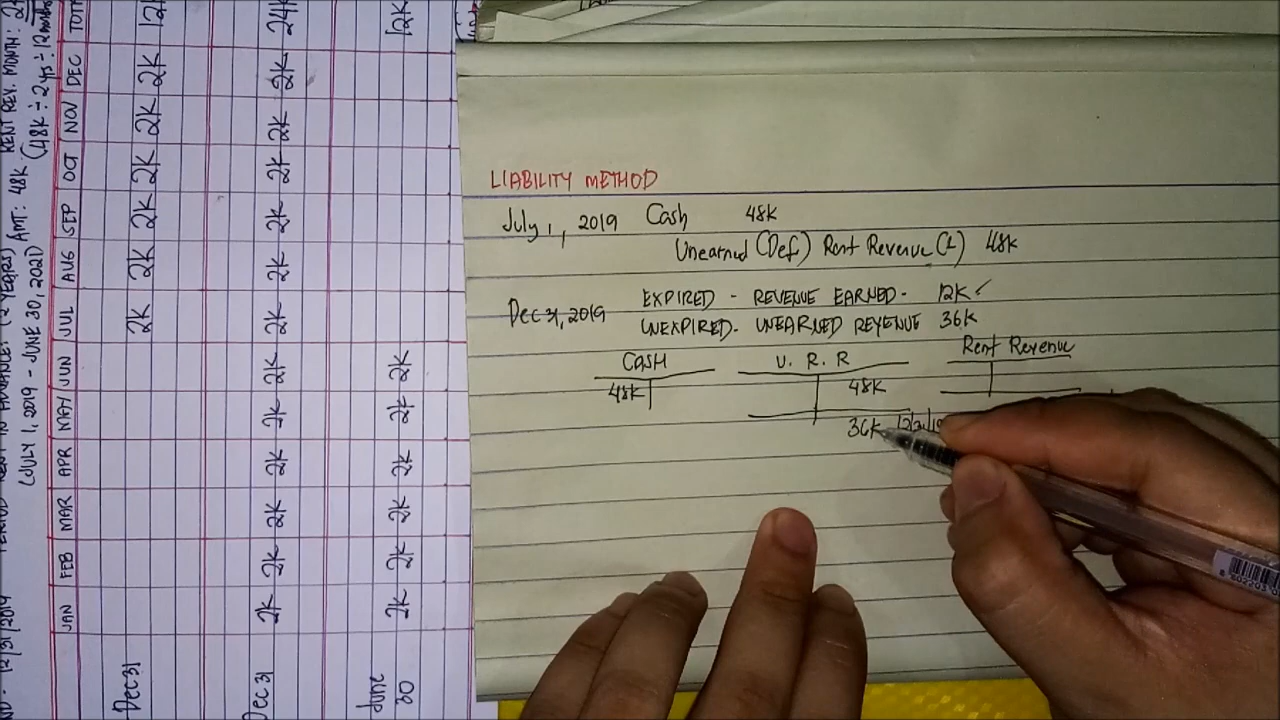 LIABILITY METHOD
July 1, 2019 Cash 48K
Unearned (Def) Rent Revenue (L) 48K
Dec 31, 2019 EXPIRED - REVENUE EARNED - 12K ✓
UNEXPIRED - UNEARNED REVENUE 36K
CASH U. R. R Rent Revenue
48K 48K
36K
RENT REV. MONTH:
(2 YEARS) AMT: 48K (48K ÷ 2yrs ÷ 12 months
(JULY 1, 2019 - JUNE 30, 2021)
JAN FEB MAR APR MAY JUN JUL AUG SEP OCT NOV DEC
Dec 31 2K 2K 2K 2K 2K 2K 12K
Dec 31 2K 2K 2K 2K 2K 2K 2K 2K 2K 2K 2K 2K 24K
June 30 2K 2K 2K 2K 2K 2K 12K